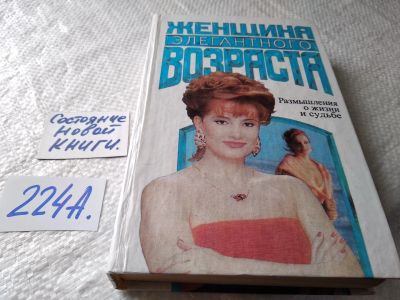 ЖЕНЩИНА
ЭЛЕГАНТНОГО
ВОЗРАСТА
Размышления
о жизни
и судьбе
Состояние
новой
КНИГИ.
224А.